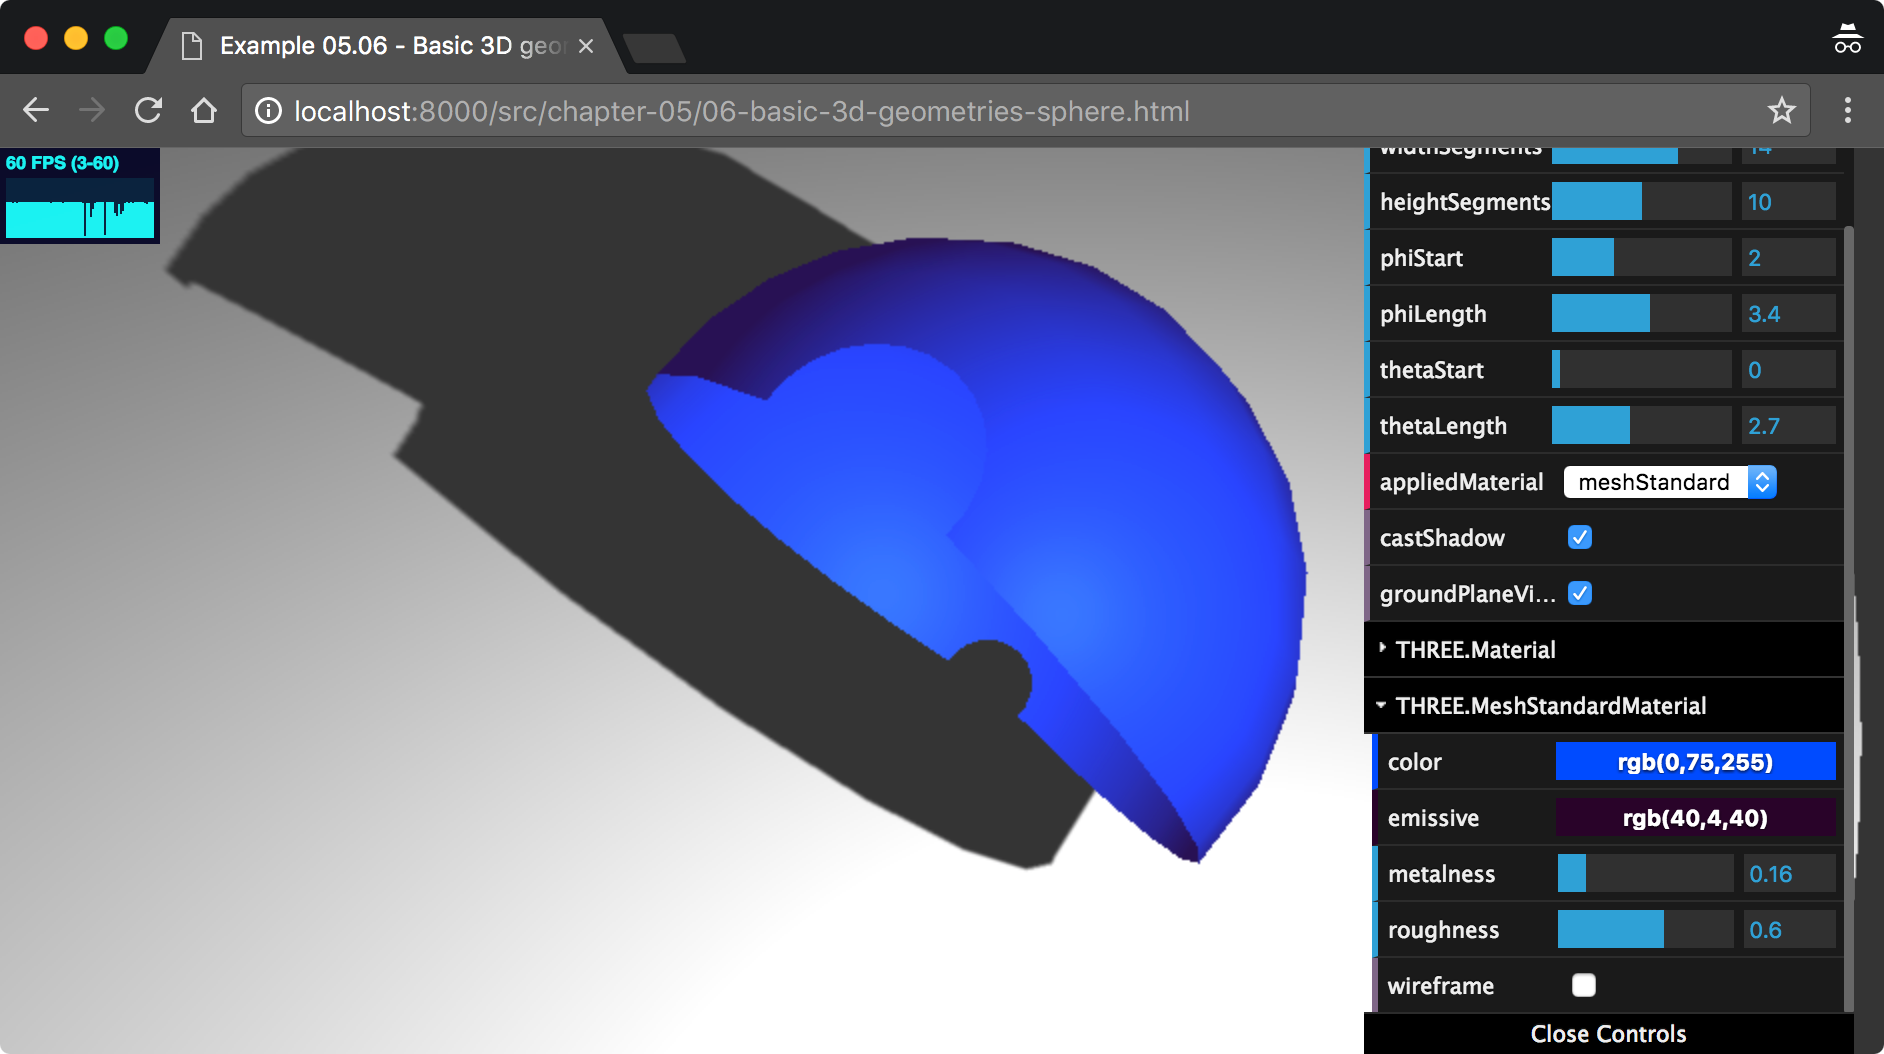 Example 05.06 - Basic 3D geo
localhost:8000/src/chapter-05/06-basic-3d-geometries-sphere.html
60 FPS (3-60)
widthSegments 14
heightSegments 10
phiStart 2
phiLength 3.4
thetaStart 0
thetaLength 2.7
appliedMaterial meshStandard
castShadow
groundPlaneVi...
THREE.Material
THREE.MeshStandardMaterial
color rgb(0,75,255)
emissive rgb(40,4,40)
metalness 0.16
roughness 0.6
wireframe
Close Controls